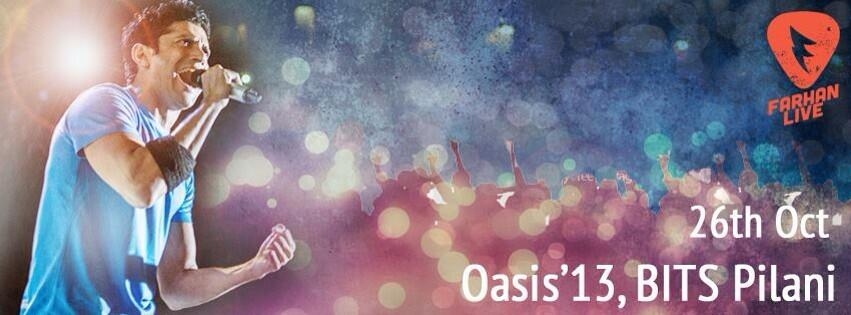 FARHAN
LIVE
26th Oct
Oasis'13, BITS Pilani